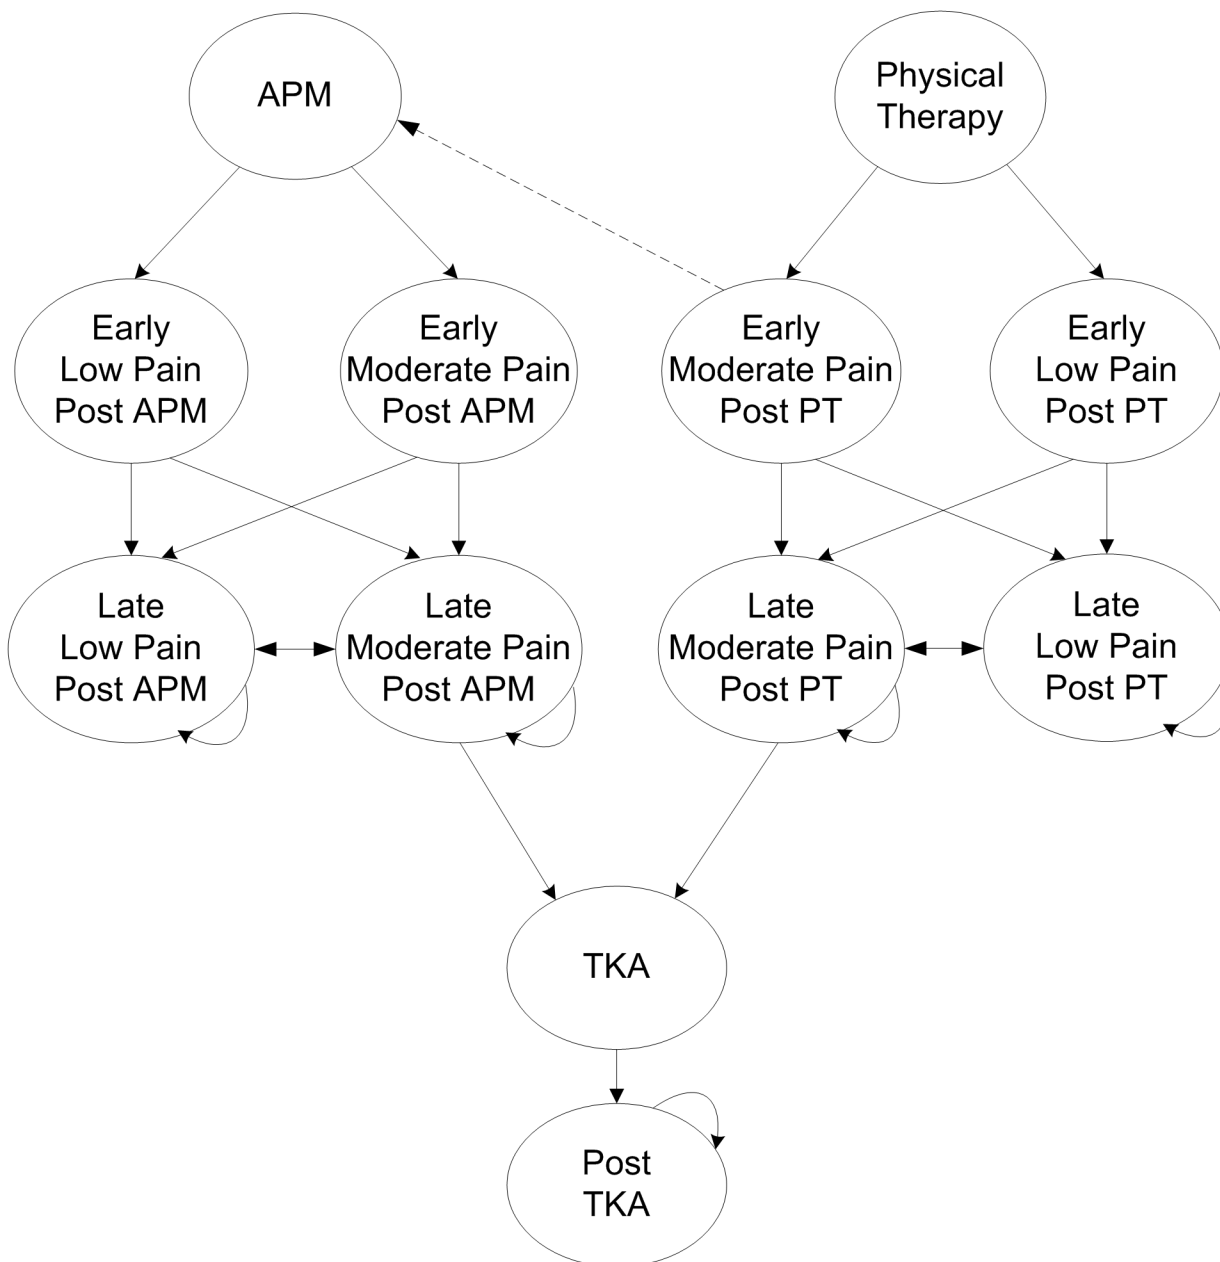 APM
Physical
Therapy
Early
Low Pain
Post APM
Early
Moderate Pain
Post APM
Early
Moderate Pain
Post PT
Early
Low Pain
Post PT
Late
Low Pain
Post APM
Late
Moderate Pain
Post APM
Late
Moderate Pain
Post PT
Late
Low Pain
Post PT
TKA
Post
TKA